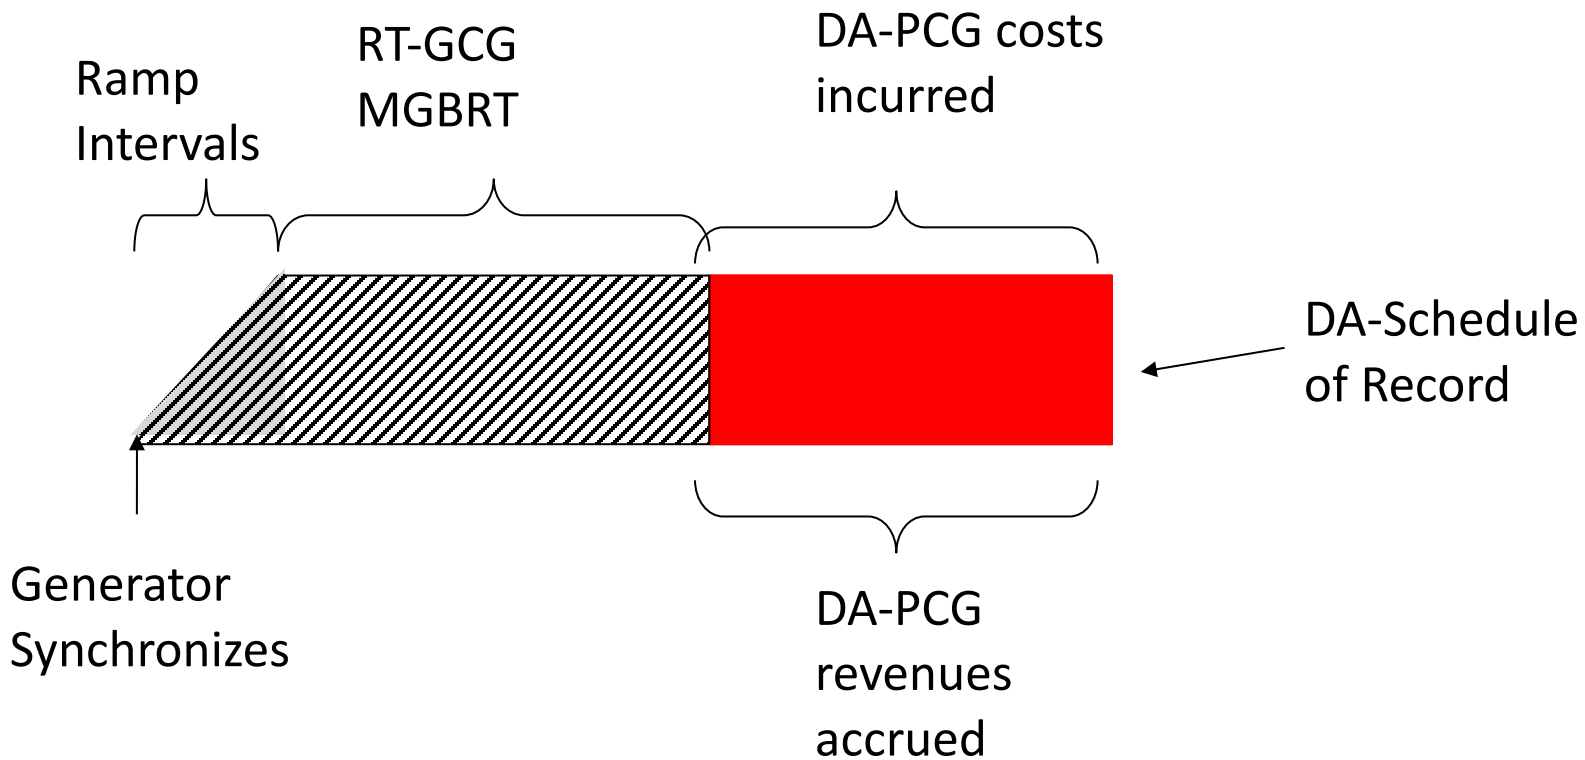 Ramp
Intervals
RT-GCG
MGBRT
DA-PCG costs
incurred
DA-Schedule
of Record
Generator
Synchronizes
DA-PCG
revenues
accrued